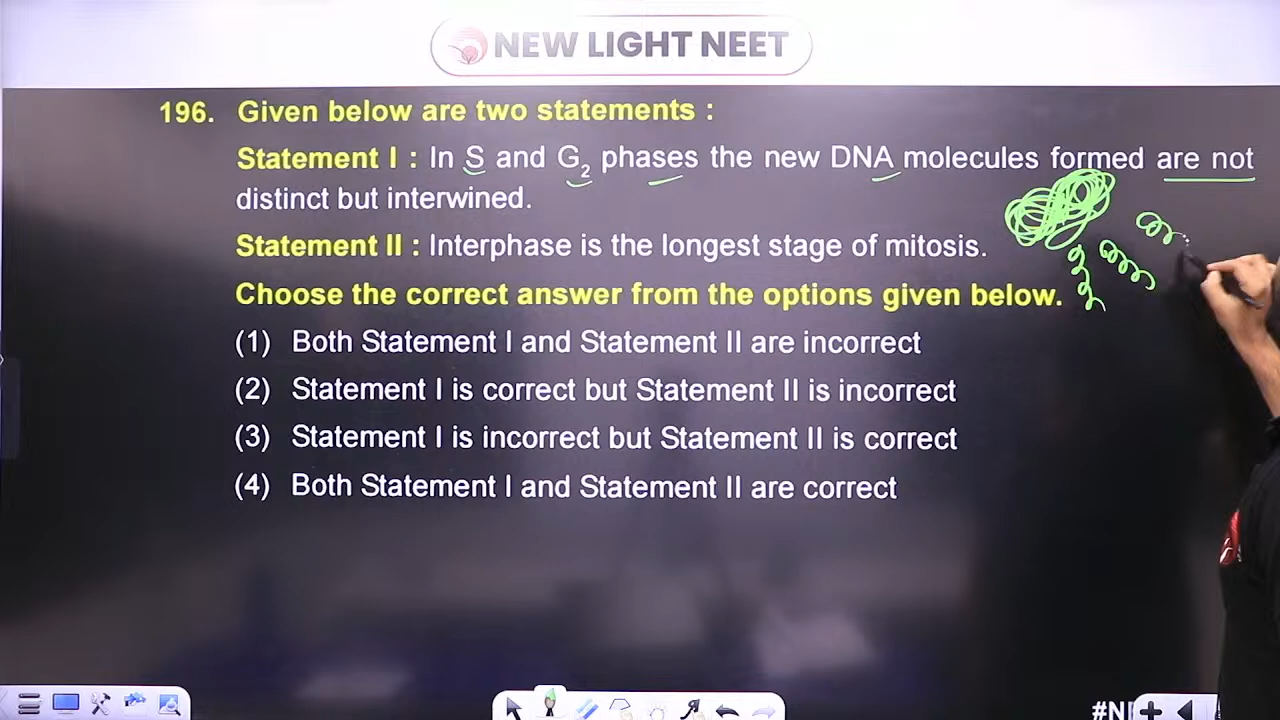 NEW LIGHT NEET
196. Given below are two statements :
Statement I : In S and G₂ phases the new DNA molecules formed are not
distinct but interwined.
Statement II : Interphase is the longest stage of mitosis.
Choose the correct answer from the options given below.
(1) Both Statement I and Statement II are incorrect
(2) Statement I is correct but Statement II is incorrect
(3) Statement I is incorrect but Statement II is correct
(4) Both Statement I and Statement II are correct